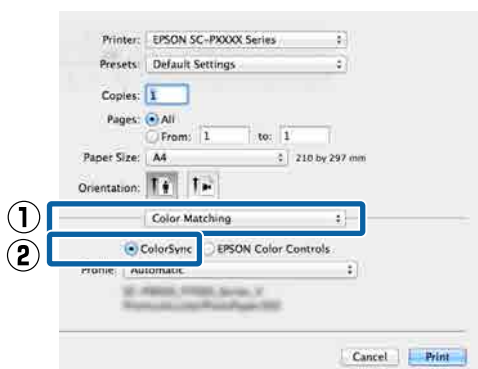 Printer: EPSON SC-PXXXX Series
Presets: Default Settings
Copies: 1
Pages: All
From: 1 to: 1
Paper Size: A4 210 by 297 mm
Orientation:
① Color Matching
② ColorSync EPSON Color Controls
Profile: Automatic
Cancel Print